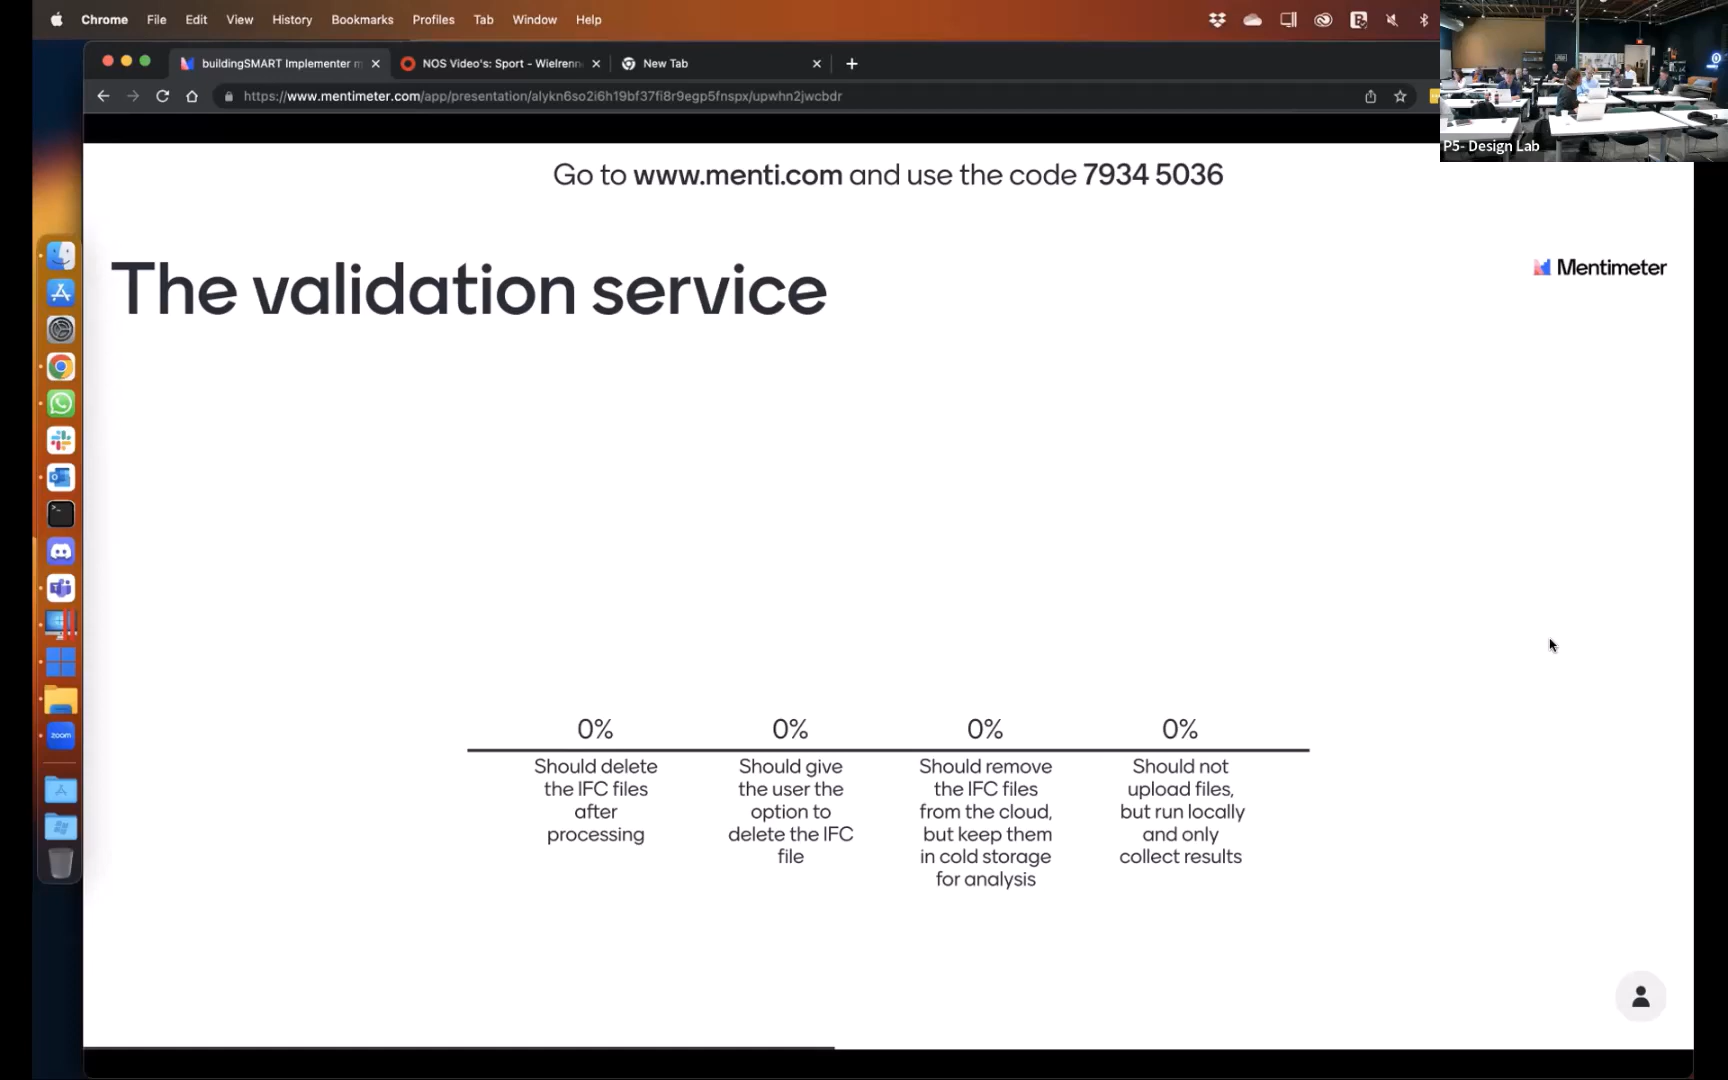 Chrome File Edit View History Bookmarks Profiles Tab Window Help
buildingSMART Implementer m
NOS Video's: Sport - Wielrenn
New Tab
https://www.mentimeter.com/app/presentation/alykn6so2i6h19bf37fi8r9egp5fnspx/upwhn2jwcbdr
P5- Design Lab
Go to www.menti.com and use the code 7934 5036
The validation service
Mentimeter
zoom
0%
Should delete
the IFC files
after
processing
0%
Should give
the user the
option to
delete the IFC
file
0%
Should remove
the IFC files
from the cloud,
but keep them
in cold storage
for analysis
0%
Should not
upload files,
but run locally
and only
collect results